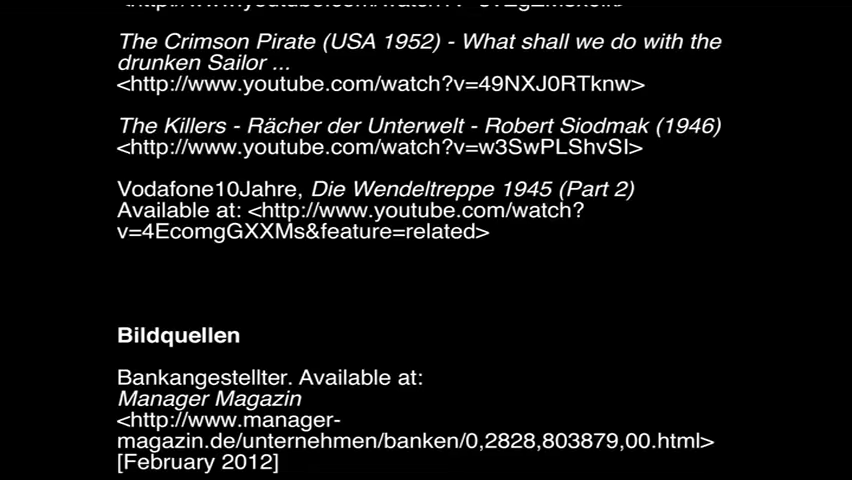 The Crimson Pirate (USA 1952) - What shall we do with the
drunken Sailor ...
<http://www.youtube.com/watch?v=49NXJ0RTknw>
The Killers - Rächer der Unterwelt - Robert Siodmak (1946)
<http://www.youtube.com/watch?v=w3SwPLShvSI>
Vodafone10Jahre, Die Wendeltreppe 1945 (Part 2)
Available at: <http://www.youtube.com/watch?
v=4EcomgGXXMs&feature=related>
Bildquellen
Bankangestellter. Available at:
Manager Magazin
<http://www.manager-
magazin.de/unternehmen/banken/0,2828,803879,00.html>
[February 2012]